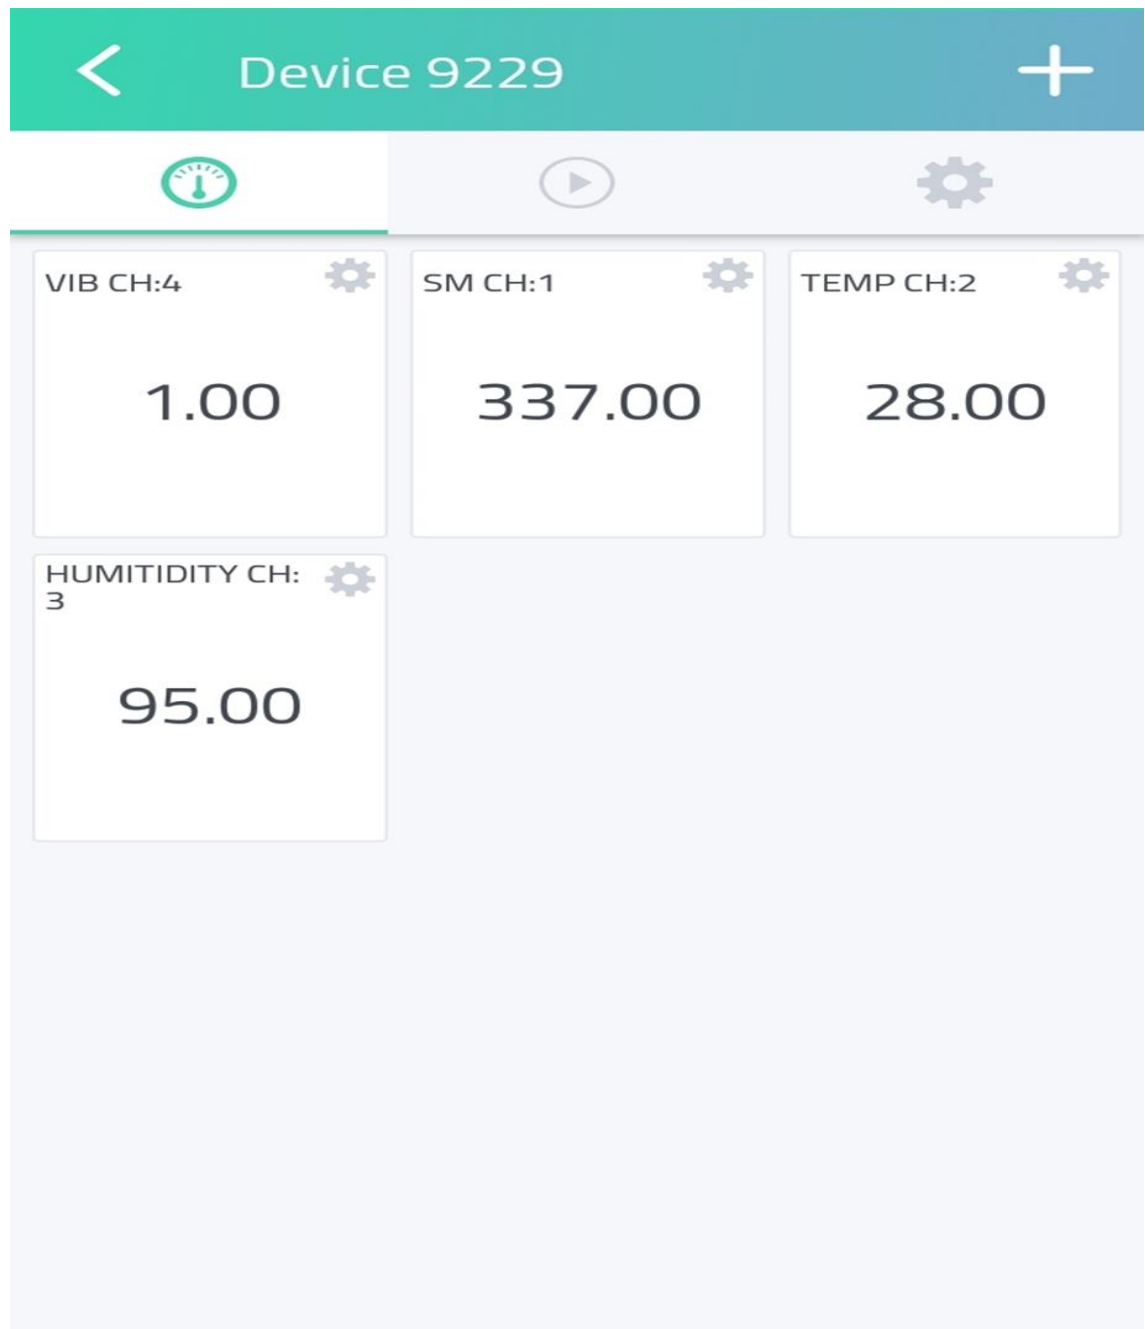 Device 9229
VIB CH:4
SM CH:1
TEMP CH:2
1.00
337.00
28.00
HUMITIDITY CH:
3
95.00